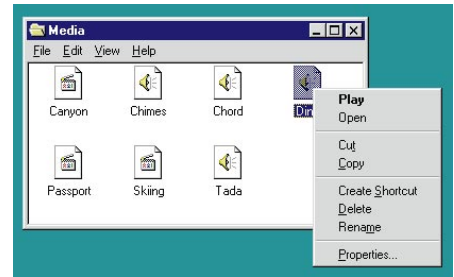 Media
File Edit View Help
Canyon Chimes Chord
Passport Skiing Tada
Play
Open
Cut
Copy
Create Shortcut
Delete
Rename
Properties...